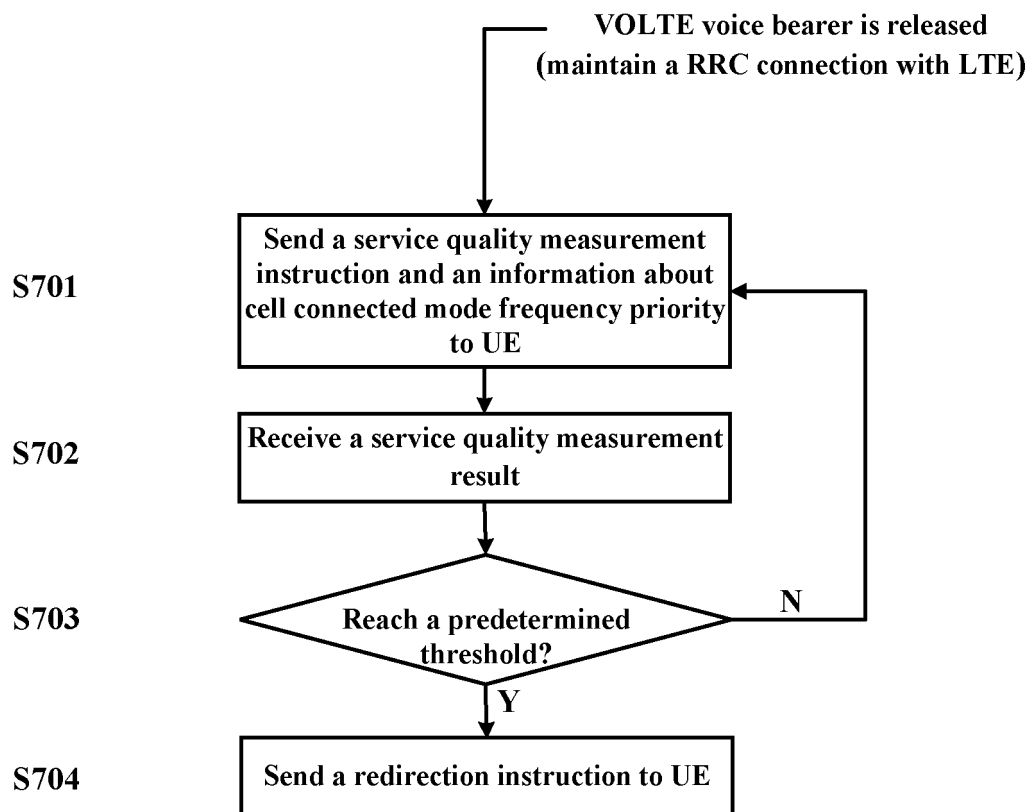 VOLTE voice bearer is released
(maintain a RRC connection with LTE)
S701
Send a service quality measurement
instruction and an information about
cell connected mode frequency priority
to UE
S702
Receive a service quality measurement
result
S703
Reach a predetermined
threshold?
N
Y
S704
Send a redirection instruction to UE